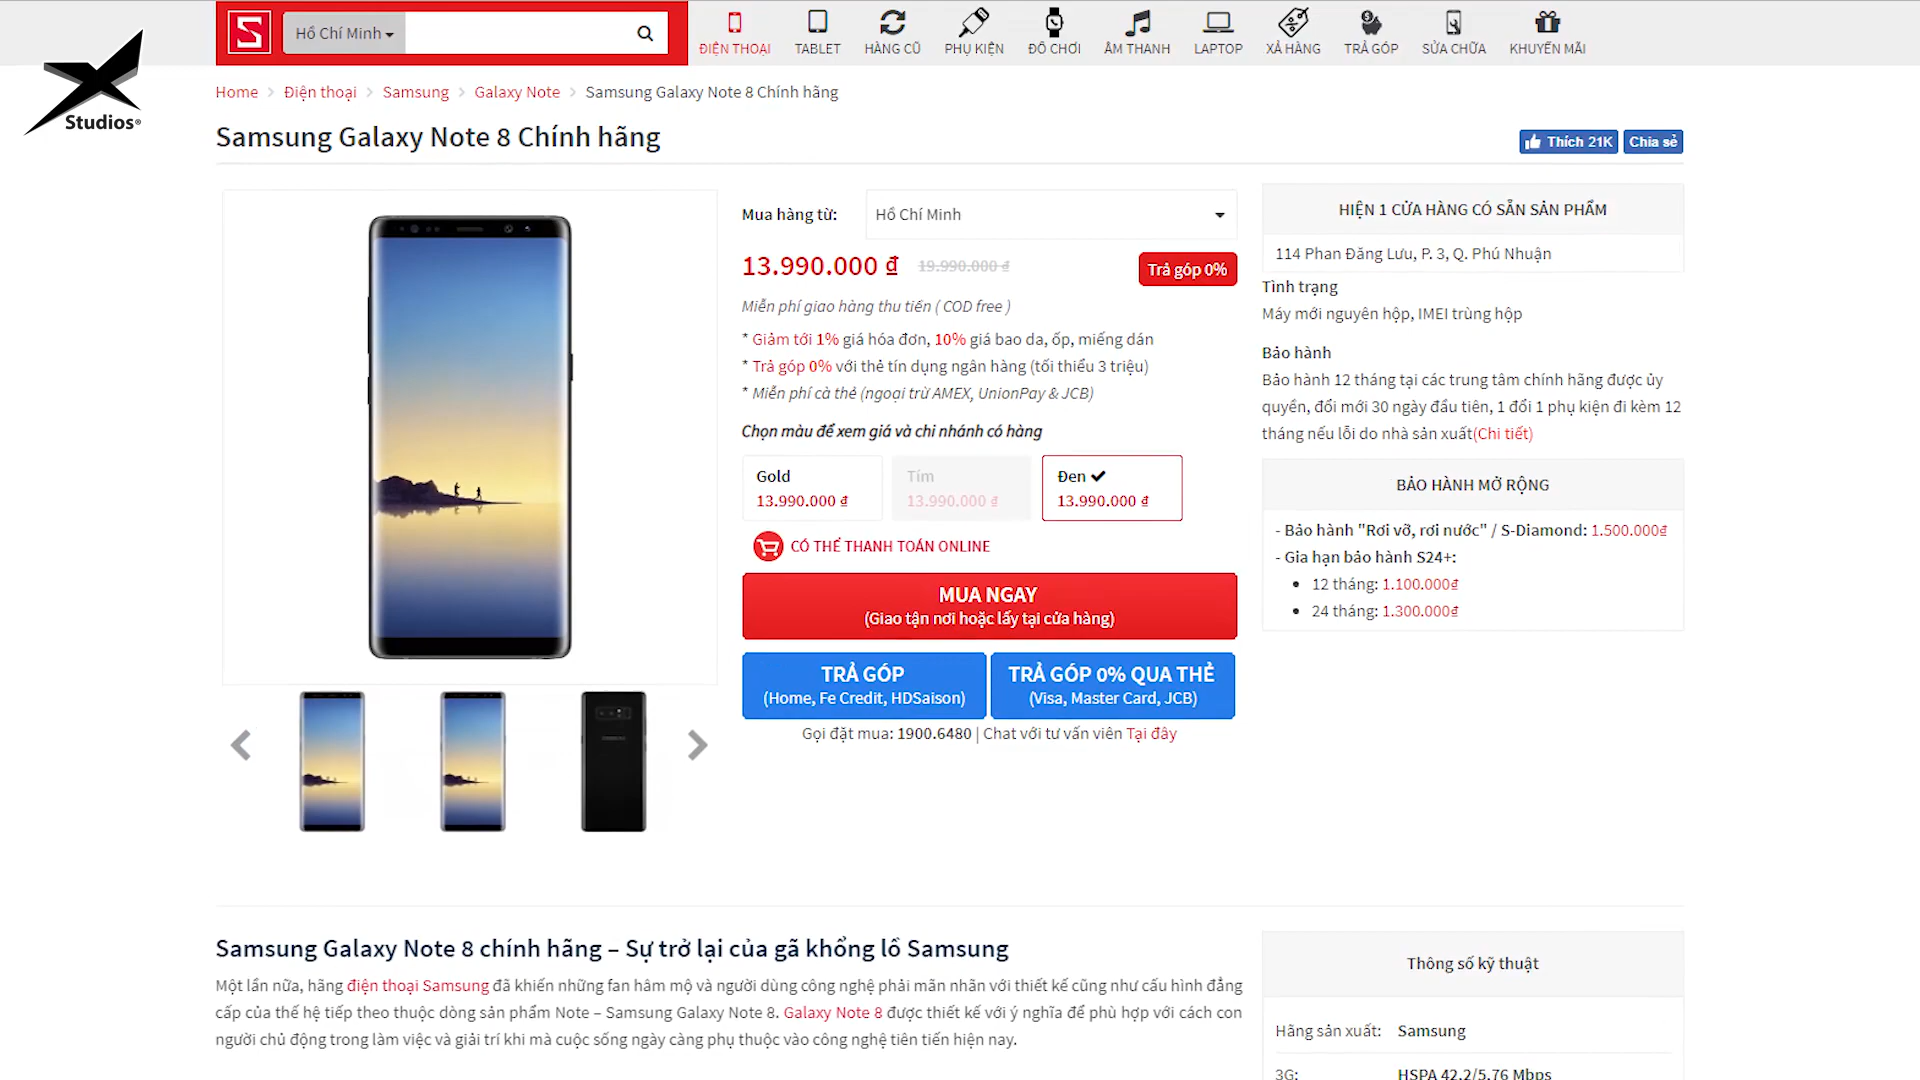 Hồ Chí Minh
ĐIỆN THOẠI
TABLET
HÀNG CŨ
PHỤ KIỆN
ĐỒ CHƠI
ÂM THANH
LAPTOP
XẢ HÀNG
TRẢ GÓP
SỬA CHỮA
KHUYẾN MÃI
Studios®
Home > Điện thoại > Samsung > Galaxy Note > Samsung Galaxy Note 8 Chính hãng
Samsung Galaxy Note 8 Chính hãng
Thích 21K
Chia sẻ
Mua hàng từ:
Hồ Chí Minh
13.990.000 ₫
19.990.000 ₫
Trả góp 0%
Miễn phí giao hàng thu tiền ( COD free )
* Giảm tới 1% giá hóa đơn, 10% giá bao da, ốp, miếng dán
* Trả góp 0% với thẻ tín dụng ngân hàng (tối thiểu 3 triệu)
* Miễn phí cà thẻ (ngoại trừ AMEX, UnionPay & JCB)
Chọn màu để xem giá và chi nhánh có hàng
Gold
13.990.000 ₫
Tím
13.990.000 ₫
Đen
13.990.000 ₫
CÓ THỂ THANH TOÁN ONLINE
MUA NGAY
(Giao tận nơi hoặc lấy tại cửa hàng)
TRẢ GÓP
(Home, Fe Credit, HDSaison)
TRẢ GÓP 0% QUA THẺ
(Visa, Master Card, JCB)
Gọi đặt mua: 1900.6480 | Chat với tư vấn viên Tại đây
HIỆN 1 CỬA HÀNG CÓ SẴN SẢN PHẨM
114 Phan Đăng Lưu, P. 3, Q. Phú Nhuận
Tình trạng
Máy mới nguyên hộp, IMEI trùng hộp
Bảo hành
Bảo hành 12 tháng tại các trung tâm chính hãng được ủy
quyền, đổi mới 30 ngày đầu tiên, 1 đổi 1 phụ kiện đi kèm 12
tháng nếu lỗi do nhà sản xuất(Chi tiết)
BẢO HÀNH MỞ RỘNG
- Bảo hành "Rơi vỡ, rơi nước" / S-Diamond: 1.500.000₫
- Gia hạn bảo hành S24+:
• 12 tháng: 1.100.000₫
• 24 tháng: 1.300.000₫
Samsung Galaxy Note 8 chính hãng – Sự trở lại của gã khổng lồ Samsung
Một lần nữa, hãng điện thoại Samsung đã khiến những fan hâm mộ và người dùng công nghệ phải mãn nhãn với thiết kế cũng như cấu hình đẳng
cấp của thế hệ tiếp theo thuộc dòng sản phẩm Note – Samsung Galaxy Note 8. Galaxy Note 8 được thiết kế với ý nghĩa để phù hợp với cách con
người chủ động trong làm việc và giải trí khi mà cuộc sống ngày càng phụ thuộc vào công nghệ tiên tiến hiện nay.
Thông số kỹ thuật
Hãng sản xuất: Samsung
3G: HSPA 42.2/5.76 Mbps